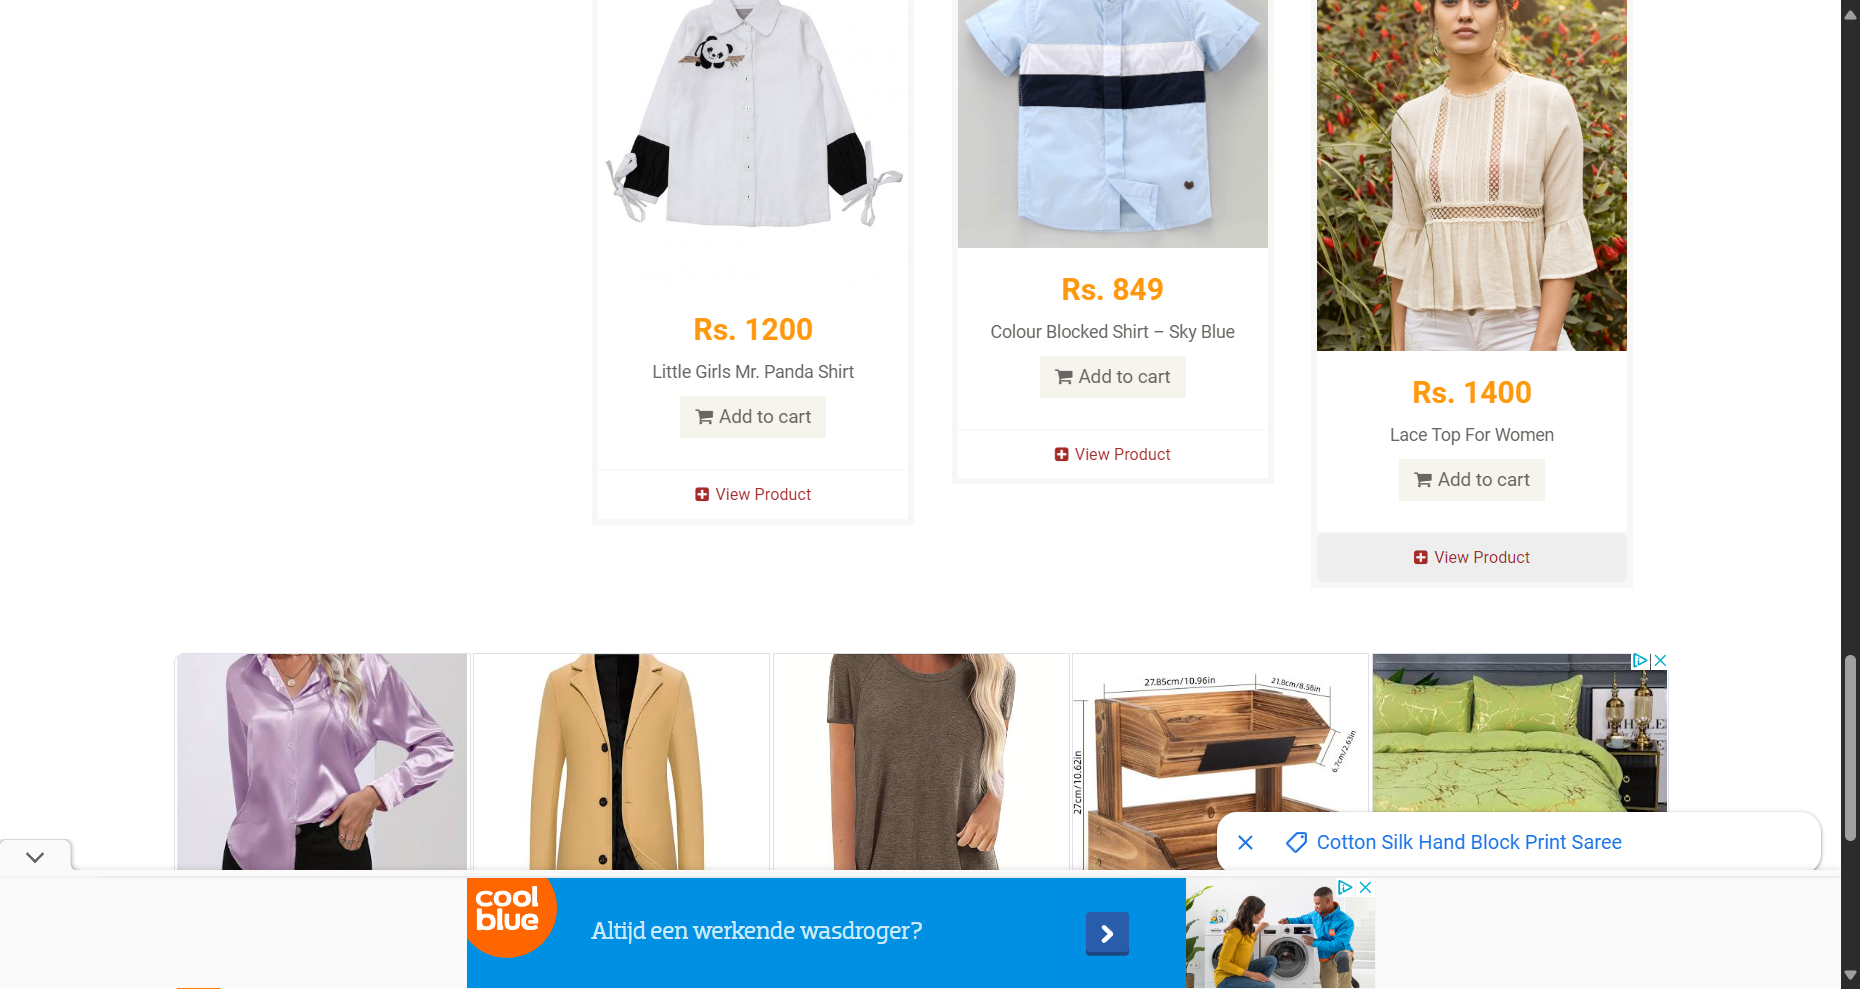 Rs. 1200
Little Girls Mr. Panda Shirt
Add to cart
View Product
Rs. 849
Colour Blocked Shirt – Sky Blue
Add to cart
View Product
Rs. 1400
Lace Top For Women
Add to cart
View Product
27.85cm/10.96in
21.8cm/8.58in
6.7cm/2.63in
27cm/10.62in
Cotton Silk Hand Block Print Saree
cool
blue
Altijd een werkende wasdroger?